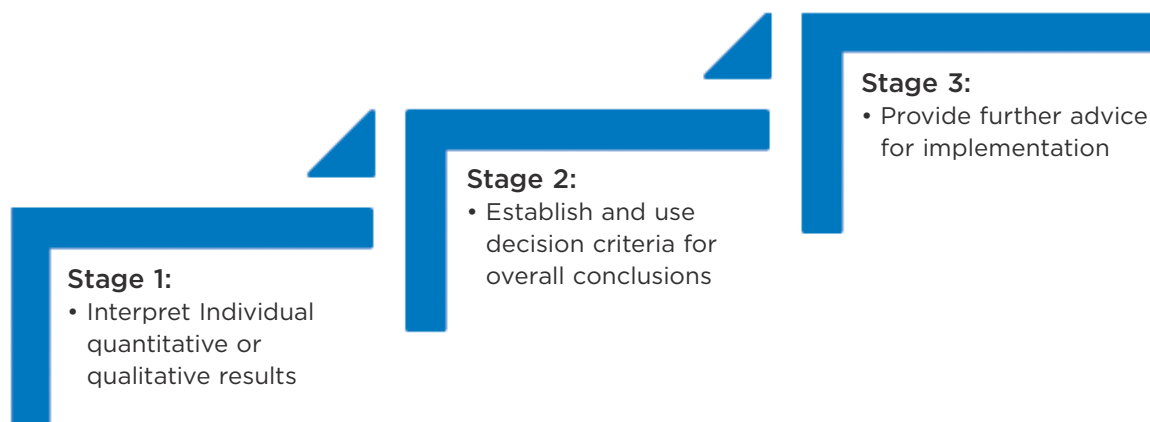 Stage 1:
• Interpret Individual
quantitative or
qualitative results
Stage 2:
• Establish and use
decision criteria for
overall conclusions
Stage 3:
• Provide further advice
for implementation